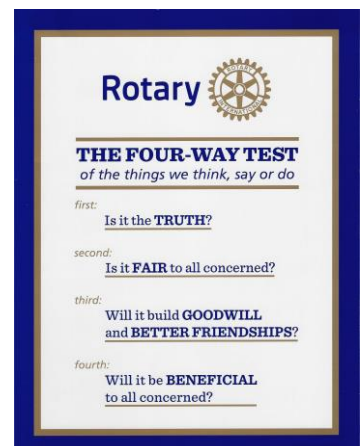 Rotary
ROTARY
INTERNATIONAL
THE FOUR-WAY TEST
of the things we think, say or do
first:
Is it the TRUTH?
second:
Is it FAIR to all concerned?
third:
Will it build GOODWILL
and BETTER FRIENDSHIPS?
fourth:
Will it be BENEFICIAL
to all concerned?